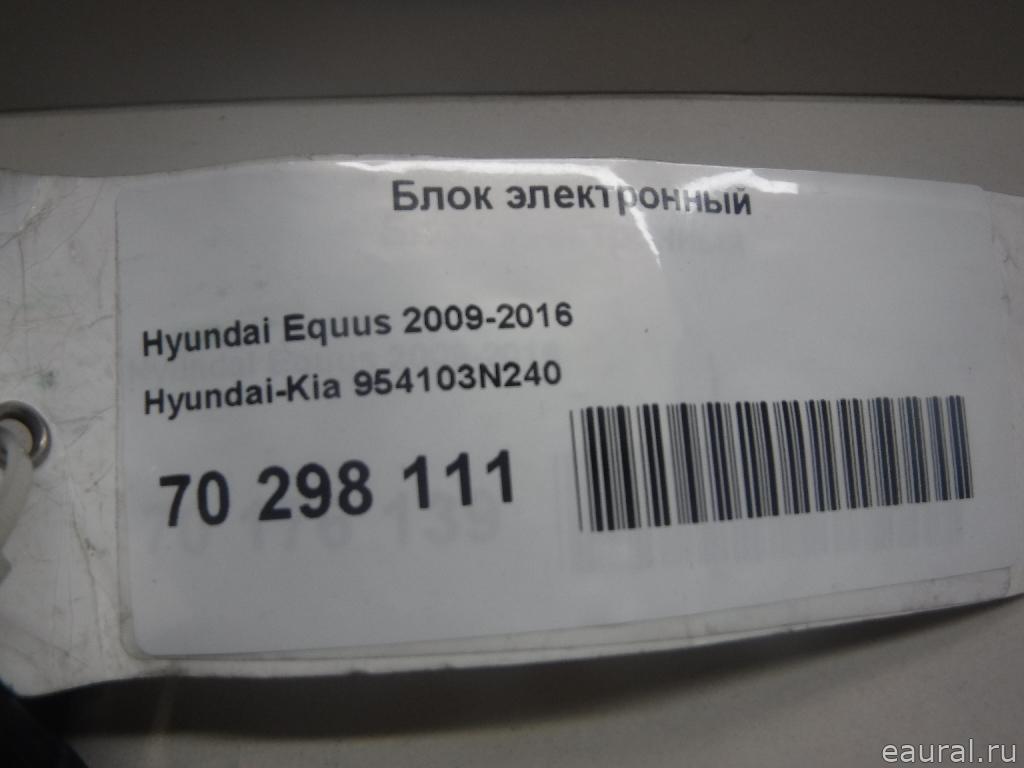 Блок электронный
Hyundai Equus 2009-2016
Hyundai-Kia 954103N240
70 298 111
eaural.ru